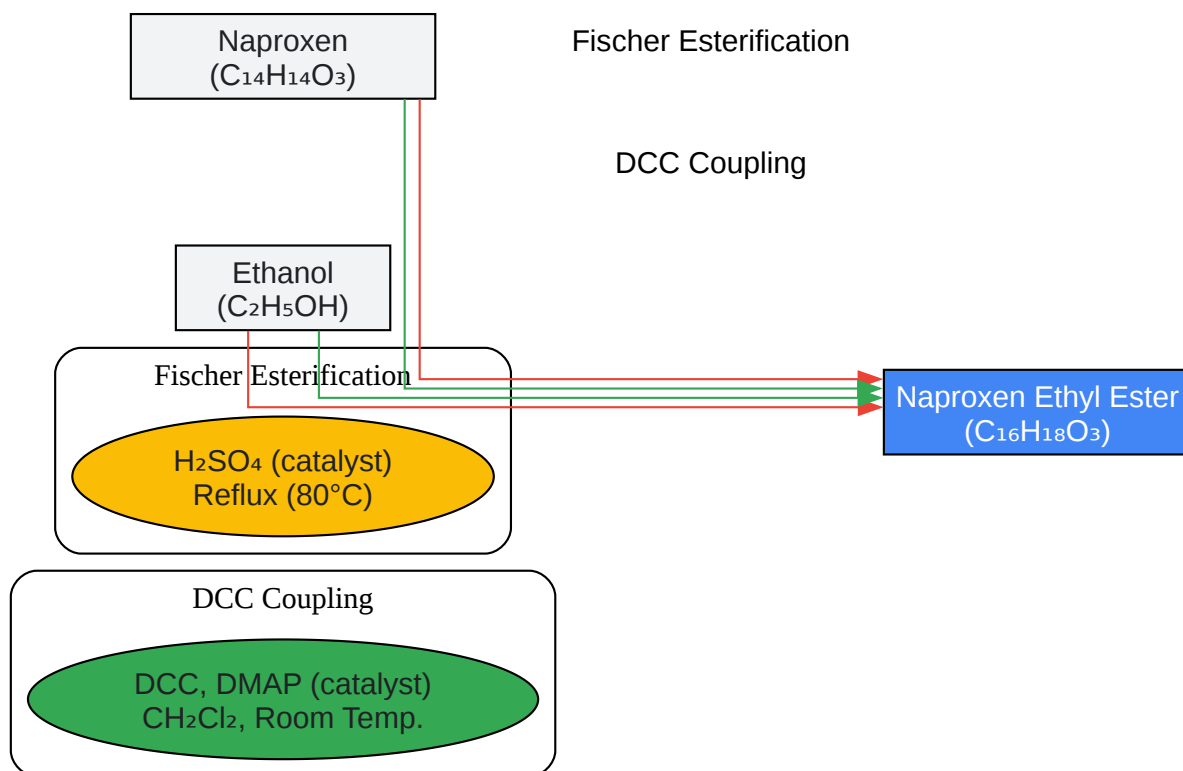 Naproxen
(C₁₄H₁₄O₃)
Fischer Esterification
DCC Coupling
Ethanol
(C₂H₅OH)
Fischer Esterification
H₂SO₄ (catalyst)
Reflux (80°C)
Naproxen Ethyl Ester
(C₁₆H₁₈O₃)
DCC Coupling
DCC, DMAP (catalyst)
CH₂Cl₂, Room Temp.